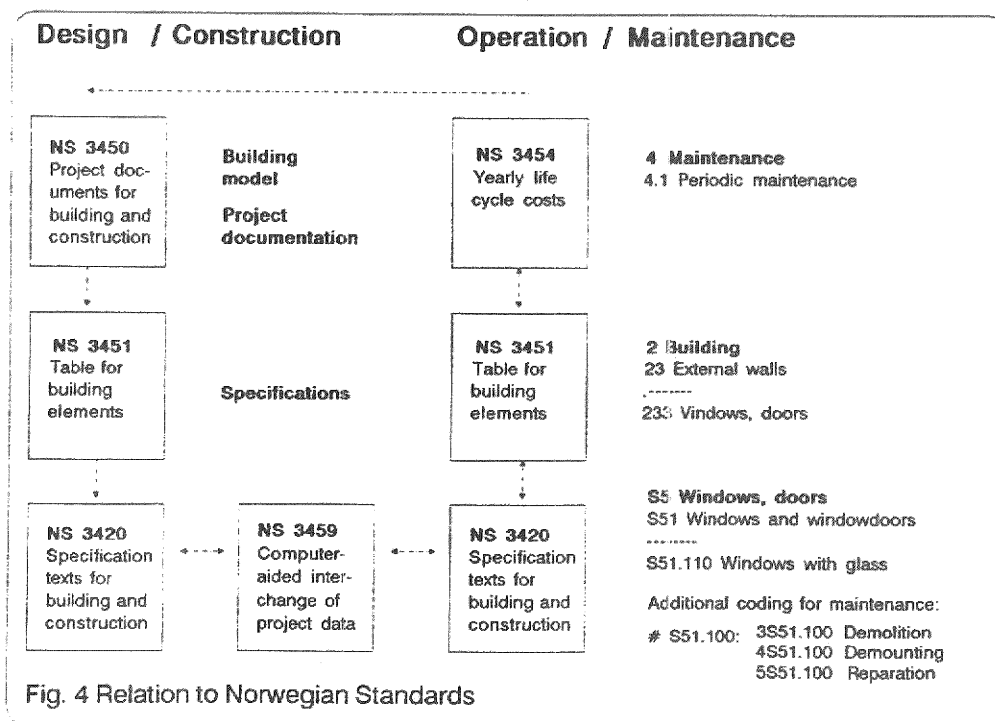 Design / Construction
Operation / Maintenance
NS 3450
Project doc-
uments for
building and
construction
Building
model
Project
documentation
NS 3454
Yearly life
cycle costs
4 Maintenance
4.1 Periodic maintenance
NS 3451
Table for
building
elements
Specifications
NS 3451
Table for
building
elements
2 Building
23 External walls
.-------
233 Vindows, doors
NS 3420
Specification
texts for
building and
construction
NS 3459
Computer-
aided inter-
change of
project data
NS 3420
Specification
texts for
building and
construction
S5 Windows, doors
S51 Windows and windowdoors
--------
S51.110 Windows with glass
Additional coding for maintenance:
# S51.100: 3S51.100 Demolition
4S51.100 Demounting
5S51.100 Reparation
Fig. 4 Relation to Norwegian Standards